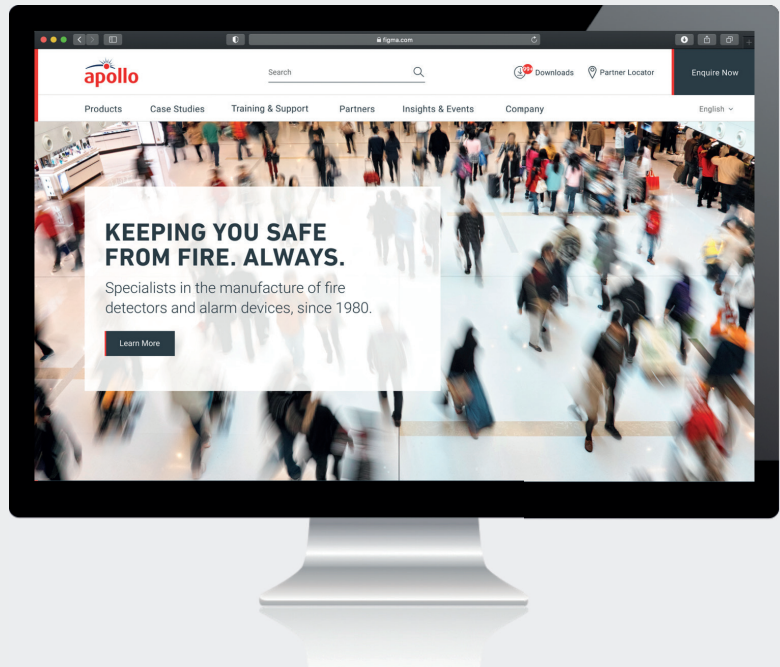 figma.com
apollo
Search
99+
Downloads
Partner Locator
Enquire Now
Products
Case Studies
Training & Support
Partners
Insights & Events
Company
English
KEEPING YOU SAFE
FROM FIRE. ALWAYS.
Specialists in the manufacture of fire
detectors and alarm devices, since 1980.
Learn More